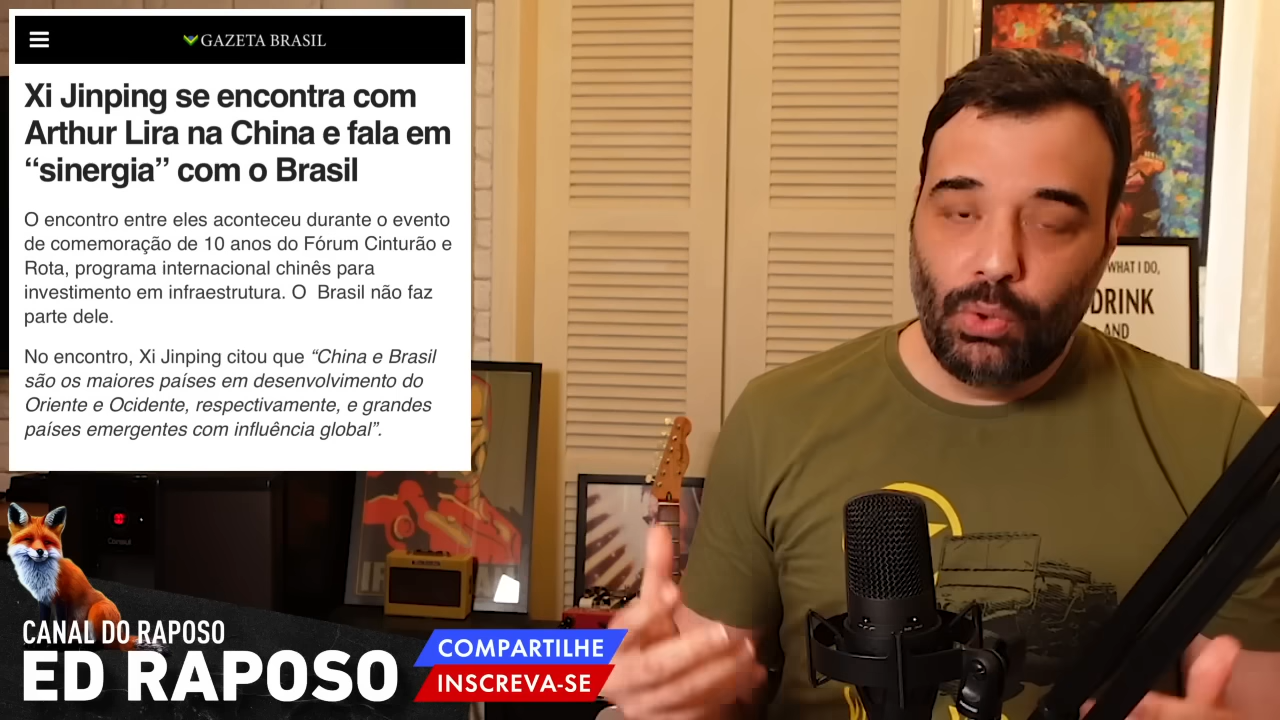 GAZETA BRASIL
Xi Jinping se encontra com
Arthur Lira na China e fala em
“sinergia” com o Brasil
O encontro entre eles aconteceu durante o evento
de comemoração de 10 anos do Fórum Cinturão e
Rota, programa internacional chinês para
investimento em infraestrutura. O  Brasil não faz
parte dele.
No encontro, Xi Jinping citou que “China e Brasil
são os maiores países em desenvolvimento do
Oriente e Ocidente, respectivamente, e grandes
países emergentes com influência global”.
WHAT I DO,
DRINK
AND
CANAL DO RAPOSO
ED RAPOSO
COMPARTILHE
INSCREVA-SE